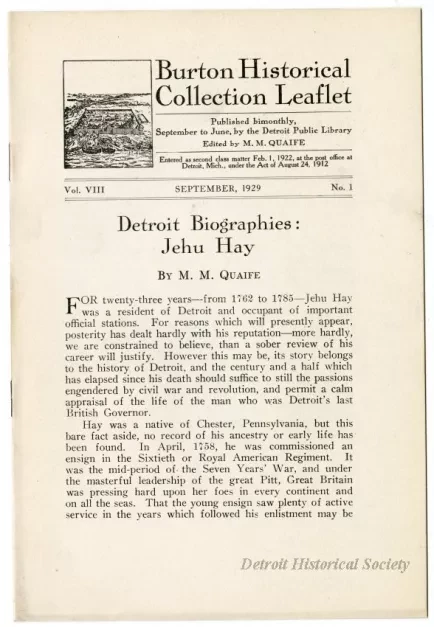 Burton Historical
Collection Leaflet
Published bimonthly,
September to June, by the Detroit Public Library
Edited by M. M. QUAIFE
Entered as second class matter Feb. 1, 1922, at the post office at
Detroit, Mich., under the Act of August 24, 1912
Vol. VIII SEPTEMBER, 1929 No. 1
Detroit Biographies:
Jehu Hay
BY M. M. QUAIFE
FOR twenty-three years—from 1762 to 1785—Jehu Hay
was a resident of Detroit and occupant of important
official stations. For reasons which will presently appear,
posterity has dealt hardly with his reputation—more hardly,
we are constrained to believe, than a sober review of his
career will justify. However this may be, its story belongs
to the history of Detroit, and the century and a half which
has elapsed since his death should suffice to still the passions
engendered by civil war and revolution, and permit a calm
appraisal of the life of the man who was Detroit's last
British Governor.
Hay was a native of Chester, Pennsylvania, but this
bare fact aside, no record of his ancestry or early life has
been found. In April, 1758, he was commissioned an
ensign in the Sixtieth or Royal American Regiment. It
was the mid-period of the Seven Years' War, and under
the masterful leadership of the great Pitt, Great Britain
was pressing hard upon her foes in every continent and
on all the seas. That the young ensign saw plenty of active
service in the years which followed his enlistment may be
Detroit Historical Society